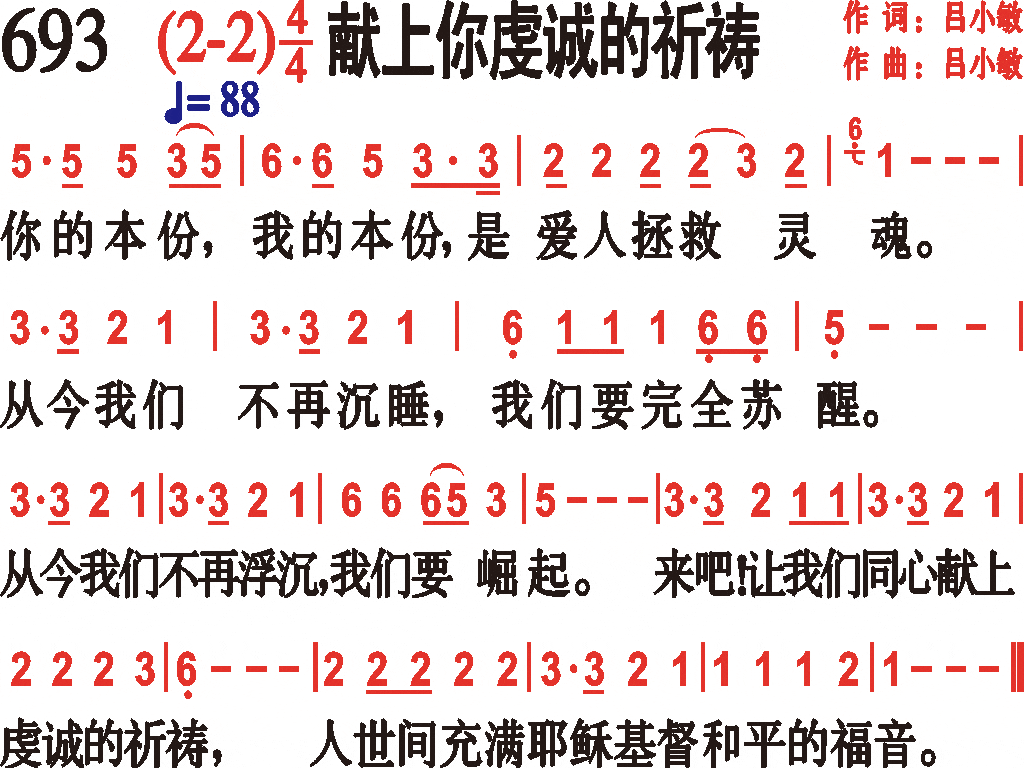 693 (2-2) 4/4 献上你虔诚的祈祷 作 词：吕小敏
♩= 88 作 曲：吕小敏
5·5 5 3 5 | 6·6 5 3·3 | 2 2 2 2 3 2 | 6 七 1 - - - |
你的本份，我的本份，是 爱人拯救 灵 魂。
3·3 2 1 | 3·3 2 1 | 6 1 1 1 6 6 | 5 - - - |
从今我们 不再沉睡， 我们要完全苏 醒。
3·3 2 1 | 3·3 2 1 | 6 6 65 3 | 5 - - - | 3·3 2 1 1 | 3·3 2 1 |
从今我们不再浮沉，我们要 崛起。 来吧！让我们同心献上
2 2 2 3 | 6 - - - | 2 2 2 2 2 | 3·3 2 1 | 1 1 1 2 | 1 - - - ‖
虔诚的祈祷， 人世间充满耶稣基督和平的福音。